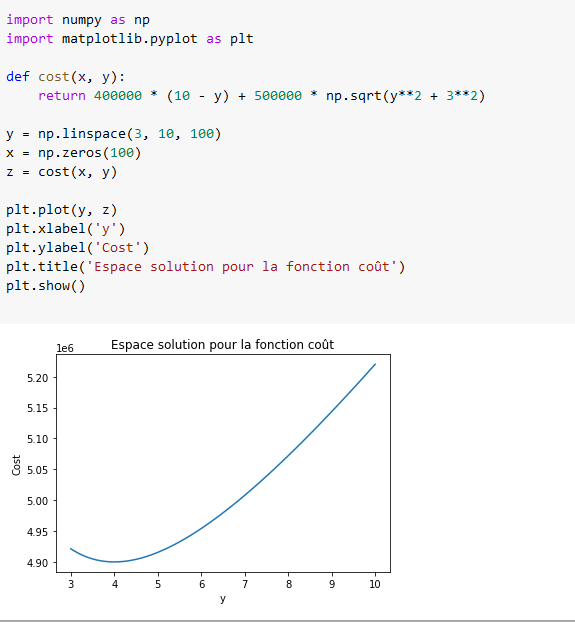 import numpy as np
import matplotlib.pyplot as plt
def cost(x, y):
    return 400000 * (10 - y) + 500000 * np.sqrt(y**2 + 3**2)
y = np.linspace(3, 10, 100)
x = np.zeros(100)
z = cost(x, y)
plt.plot(y, z)
plt.xlabel('y')
plt.ylabel('Cost')
plt.title('Espace solution pour la fonction coût')
plt.show()
Espace solution pour la fonction coût
1e6
5.20
5.15
5.10
5.05
5.00
4.95
4.90
Cost
3 4 5 6 7 8 9 10
y